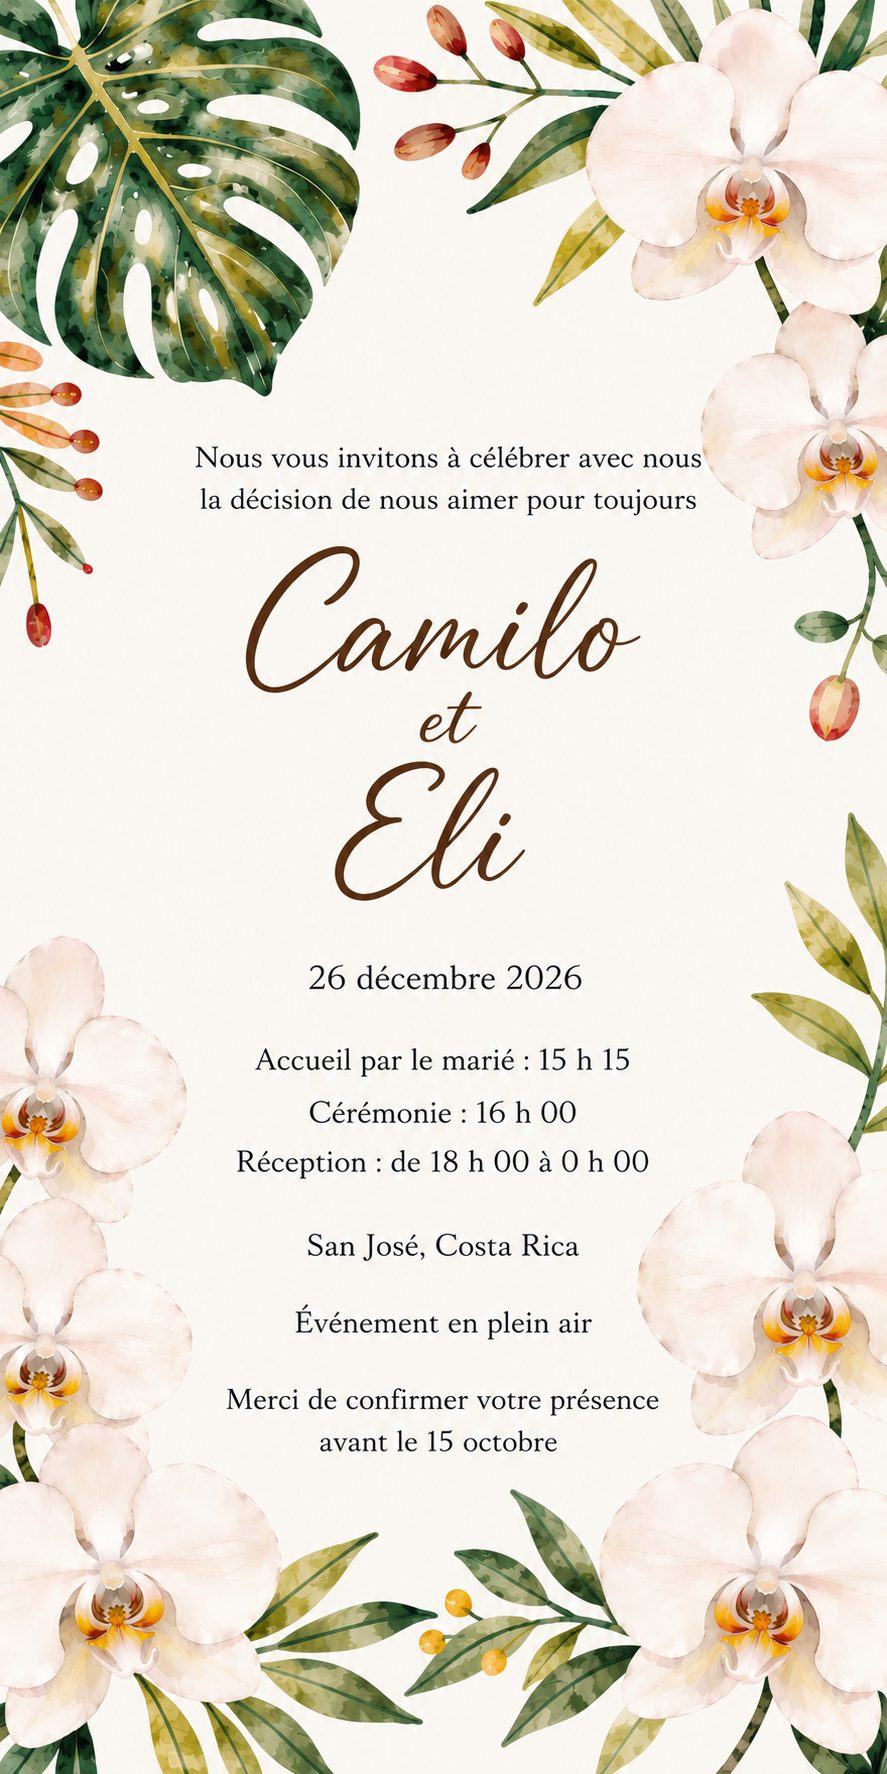 Nous vous invitons à célébrer avec nous
la décision de nous aimer pour toujours
Camilo
et
Eli
26 décembre 2026
Accueil par le marié : 15 h 15
Cérémonie : 16 h 00
Réception : de 18 h 00 à 0 h 00
San José, Costa Rica
Événement en plein air
Merci de confirmer votre présence
avant le 15 octobre